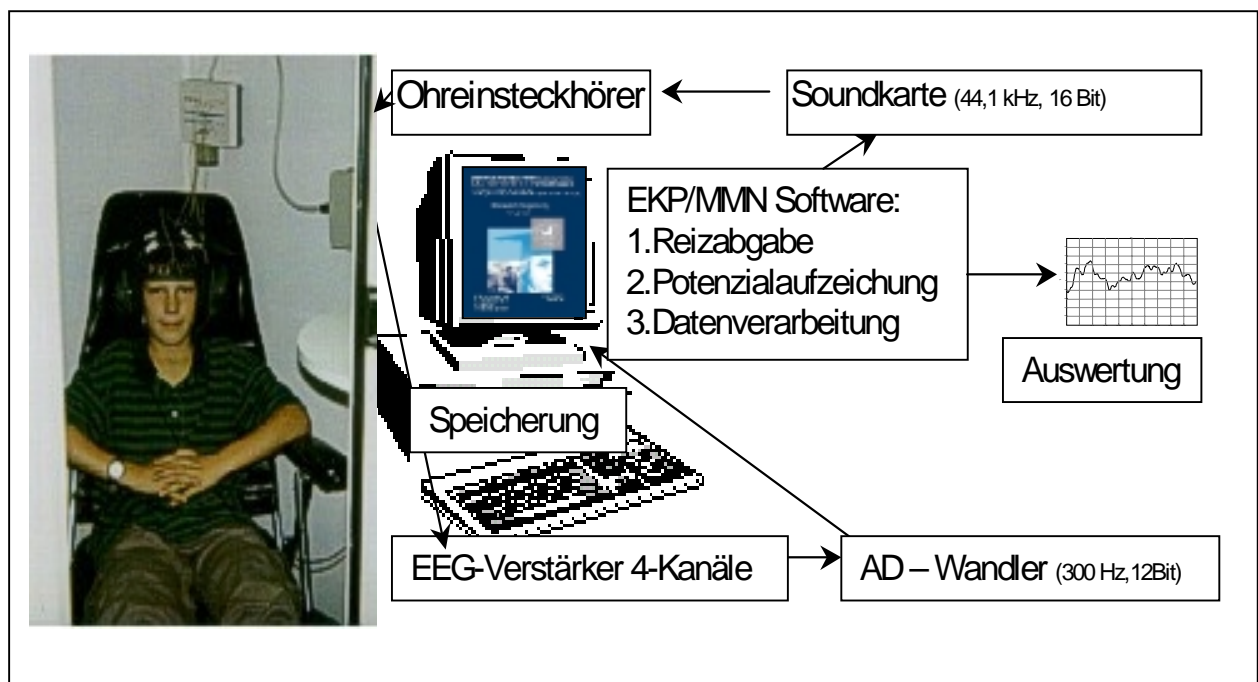 Ohreinsteckhörer
Soundkarte (44,1 kHz, 16 Bit)
EKP/MMN Software:
1.Reizabgabe
2.Potenzialaufzeichung
3.Datenverarbeitung
Auswertung
Speicherung
EEG-Verstärker 4-Kanäle
AD – Wandler (300 Hz,12Bit)